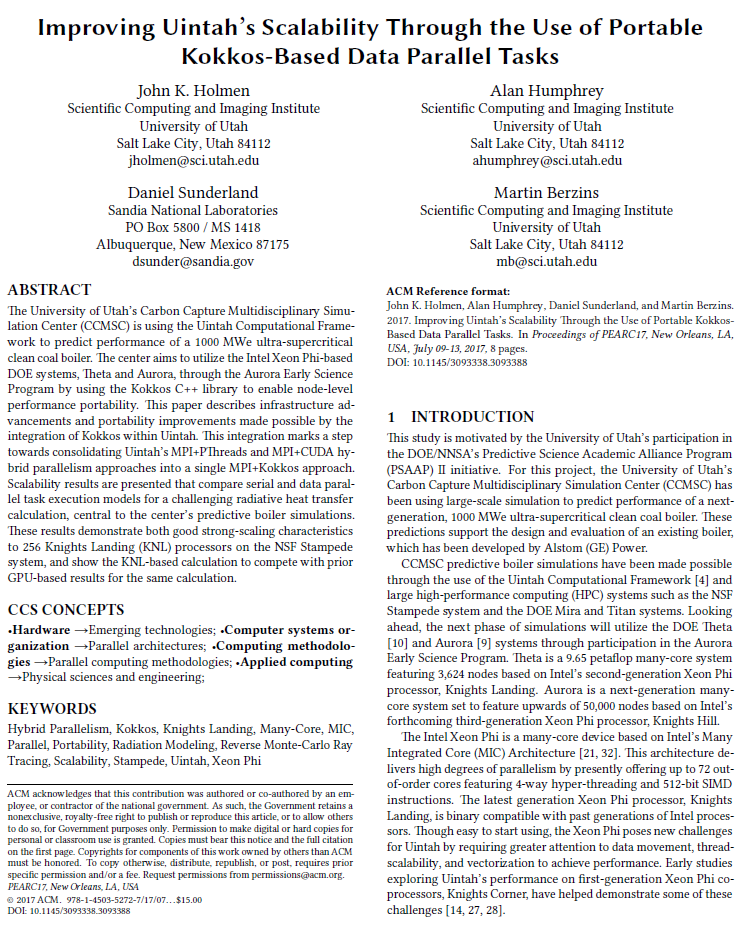 Improving Uintah's Scalability Through the Use of Portable
Kokkos-Based Data Parallel Tasks
John K. Holmen
Scientific Computing and Imaging Institute
University of Utah
Salt Lake City, Utah 84112
jholmen@sci.utah.edu
Alan Humphrey
Scientific Computing and Imaging Institute
University of Utah
Salt Lake City, Utah 84112
ahumphrey@sci.utah.edu
Daniel Sunderland
Sandia National Laboratories
PO Box 5800 / MS 1418
Albuquerque, New Mexico 87175
dsunder@sandia.gov
Martin Berzins
Scientific Computing and Imaging Institute
University of Utah
Salt Lake City, Utah 84112
mb@sci.utah.edu
ABSTRACT
The University of Utah's Carbon Capture Multidisciplinary Simu-
lation Center (CCMSC) is using the Uintah Computational Frame-
work to predict performance of a 1000 MWe ultra-supercritical
clean coal boiler. The center aims to utilize the Intel Xeon Phi-based
DOE systems, Theta and Aurora, through the Aurora Early Science
Program by using the Kokkos C++ library to enable node-level
performance portability. This paper describes infrastructure ad-
vancements and portability improvements made possible by the
integration of Kokkos within Uintah. This integration marks a step
towards consolidating Uintah's MPI+PThreads and MPI+CUDA hy-
brid parallelism approaches into a single MPI+Kokkos approach.
Scalability results are presented that compare serial and data paral-
lel task execution models for a challenging radiative heat transfer
calculation, central to the center's predictive boiler simulations.
These results demonstrate both good strong-scaling characteristics
to 256 Knights Landing (KNL) processors on the NSF Stampede
system, and show the KNL-based calculation to compete with prior
GPU-based results for the same calculation.
CCS CONCEPTS
•Hardware →Emerging technologies; •Computer systems or-
ganization →Parallel architectures; •Computing methodolo-
gies →Parallel computing methodologies; •Applied computing
→Physical sciences and engineering;
KEYWORDS
Hybrid Parallelism, Kokkos, Knights Landing, Many-Core, MIC,
Parallel, Portability, Radiation Modeling, Reverse Monte-Carlo Ray
Tracing, Scalability, Stampede, Uintah, Xeon Phi
ACM acknowledges that this contribution was authored or co-authored by an em-
ployee, or contractor of the national government. As such, the Government retains a
nonexclusive, royalty-free right to publish or reproduce this article, or to allow others
to do so, for Government purposes only. Permission to make digital or hard copies for
personal or classroom use is granted. Copies must bear this notice and the full citation
on the first page. Copyrights for components of this work owned by others than ACM
must be honored. To copy otherwise, distribute, republish, or post, requires prior
specific permission and/or a fee. Request permissions from permissions@acm.org.
PEARC17, New Orleans, LA, USA
© 2017 ACM. 978-1-4503-5272-7/17/07...$15.00
DOI: 10.1145/3093338.3093388
ACM Reference format:
John K. Holmen, Alan Humphrey, Daniel Sunderland, and Martin Berzins.
2017. Improving Uintah's Scalability Through the Use of Portable Kokkos-
Based Data Parallel Tasks. In Proceedings of PEARC17, New Orleans, LA,
USA, July 09-13, 2017, 8 pages.
DOI: 10.1145/3093338.3093388
1 INTRODUCTION
This study is motivated by the University of Utah's participation in
the DOE/NNSA's Predictive Science Academic Alliance Program
(PSAAP) II initiative. For this project, the University of Utah's
Carbon Capture Multidisciplinary Simulation Center (CCMSC) has
been using large-scale simulation to predict performance of a next-
generation, 1000 MWe ultra-supercritical clean coal boiler. These
predictions support the design and evaluation of an existing boiler,
which has been developed by Alstom (GE) Power.
CCMSC predictive boiler simulations have been made possible
through the use of the Uintah Computational Framework [4] and
large high-performance computing (HPC) systems such as the NSF
Stampede system and the DOE Mira and Titan systems. Looking
ahead, the next phase of simulations will utilize the DOE Theta
[10] and Aurora [9] systems through participation in the Aurora
Early Science Program. Theta is a 9.65 petaflop many-core system
featuring 3,624 nodes based on Intel's second-generation Xeon Phi
processor, Knights Landing. Aurora is a next-generation many-
core system set to feature upwards of 50,000 nodes based on Intel's
forthcoming third-generation Xeon Phi processor, Knights Hill.
The Intel Xeon Phi is a many-core device based on Intel's Many
Integrated Core (MIC) Architecture [21, 32]. This architecture de-
livers high degrees of parallelism by presently offering up to 72 out-
of-order cores featuring 4-way hyper-threading and 512-bit SIMD
instructions. The latest generation Xeon Phi processor, Knights
Landing, is binary compatible with past generations of Intel proces-
sors. Though easy to start using, the Xeon Phi poses new challenges
for Uintah by requiring greater attention to data movement, thread-
scalability, and vectorization to achieve performance. Early studies
exploring Uintah's performance on first-generation Xeon Phi co-
processors, Knights Corner, have helped demonstrate some of these
challenges [14, 27, 28].